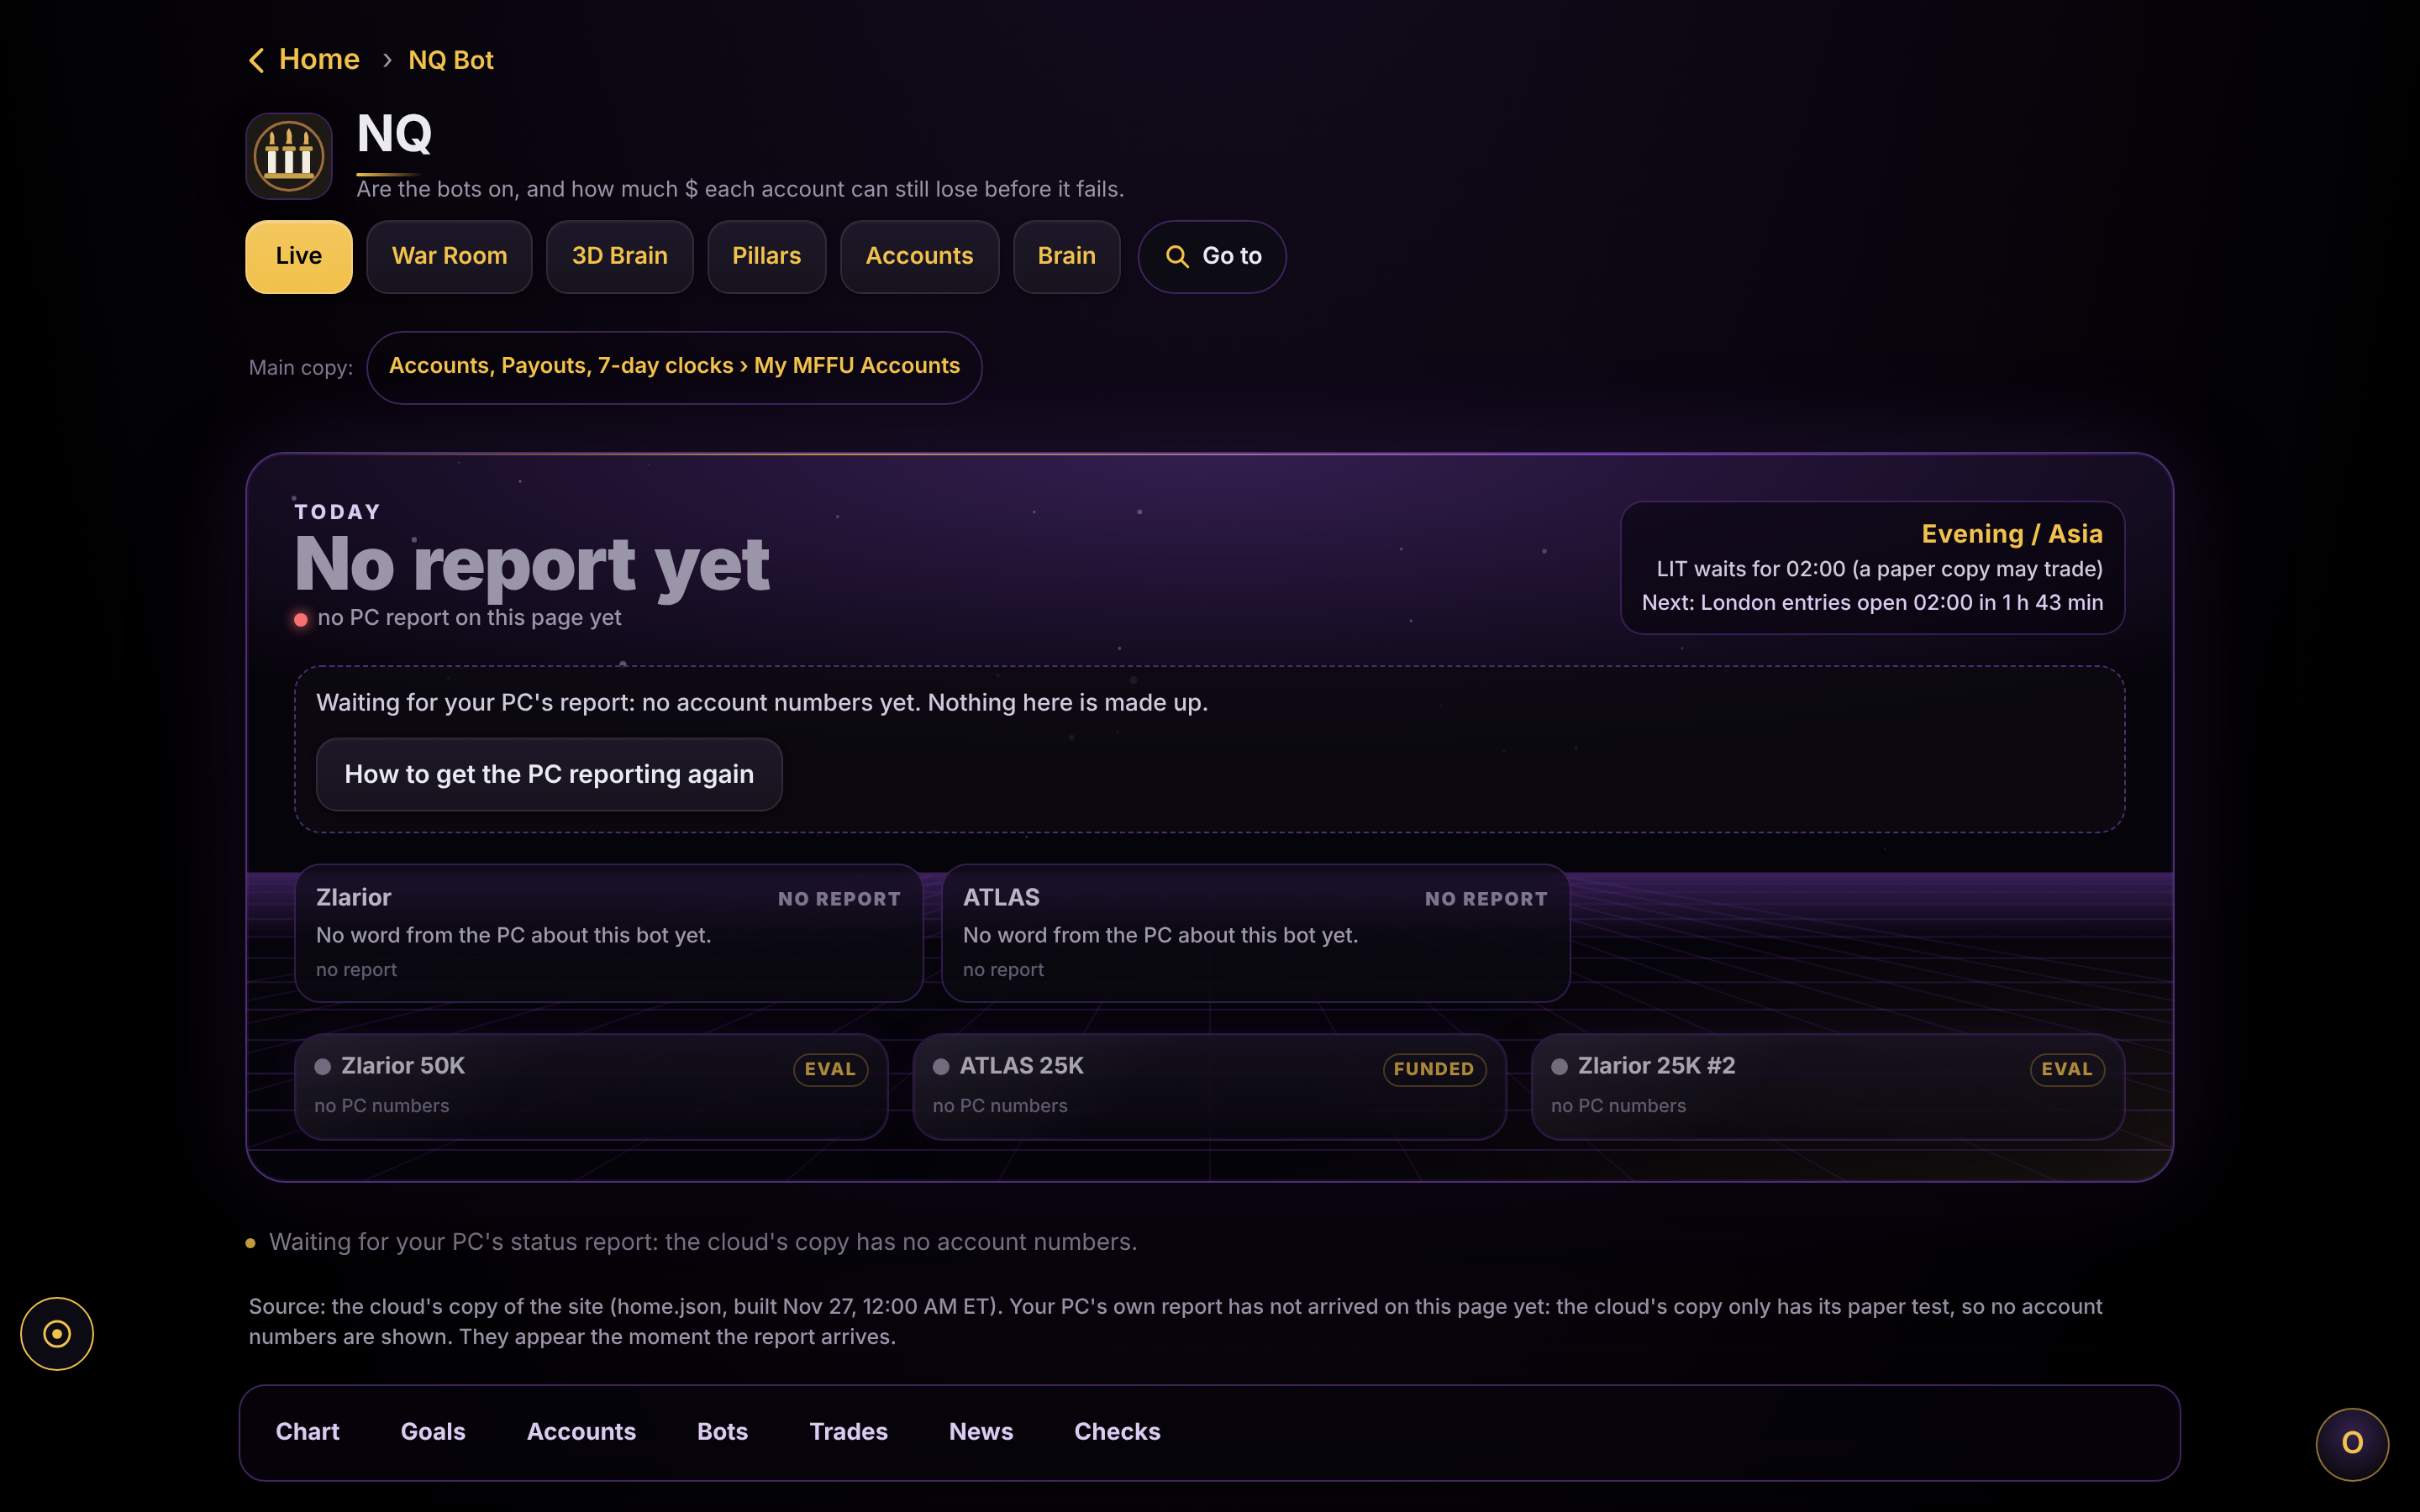 Home › NQ Bot
NQ
Are the bots on, and how much $ each account can still lose before it fails.
Live
War Room
3D Brain
Pillars
Accounts
Brain
Go to
Main copy:
Accounts, Payouts, 7-day clocks › My MFFU Accounts
TODAY
No report yet
no PC report on this page yet
Evening / Asia
LIT waits for 02:00 (a paper copy may trade)
Next: London entries open 02:00 in 1 h 43 min
Waiting for your PC's report: no account numbers yet. Nothing here is made up.
How to get the PC reporting again
Zlarior
NO REPORT
No word from the PC about this bot yet.
no report
ATLAS
NO REPORT
No word from the PC about this bot yet.
no report
Zlarior 50K
EVAL
no PC numbers
ATLAS 25K
FUNDED
no PC numbers
Zlarior 25K #2
EVAL
no PC numbers
Waiting for your PC's status report: the cloud's copy has no account numbers.
Source: the cloud's copy of the site (home.json, built Nov 27, 12:00 AM ET). Your PC's own report has not arrived on this page yet: the cloud's copy only has its paper test, so no account
numbers are shown. They appear the moment the report arrives.
Chart
Goals
Accounts
Bots
Trades
News
Checks
O